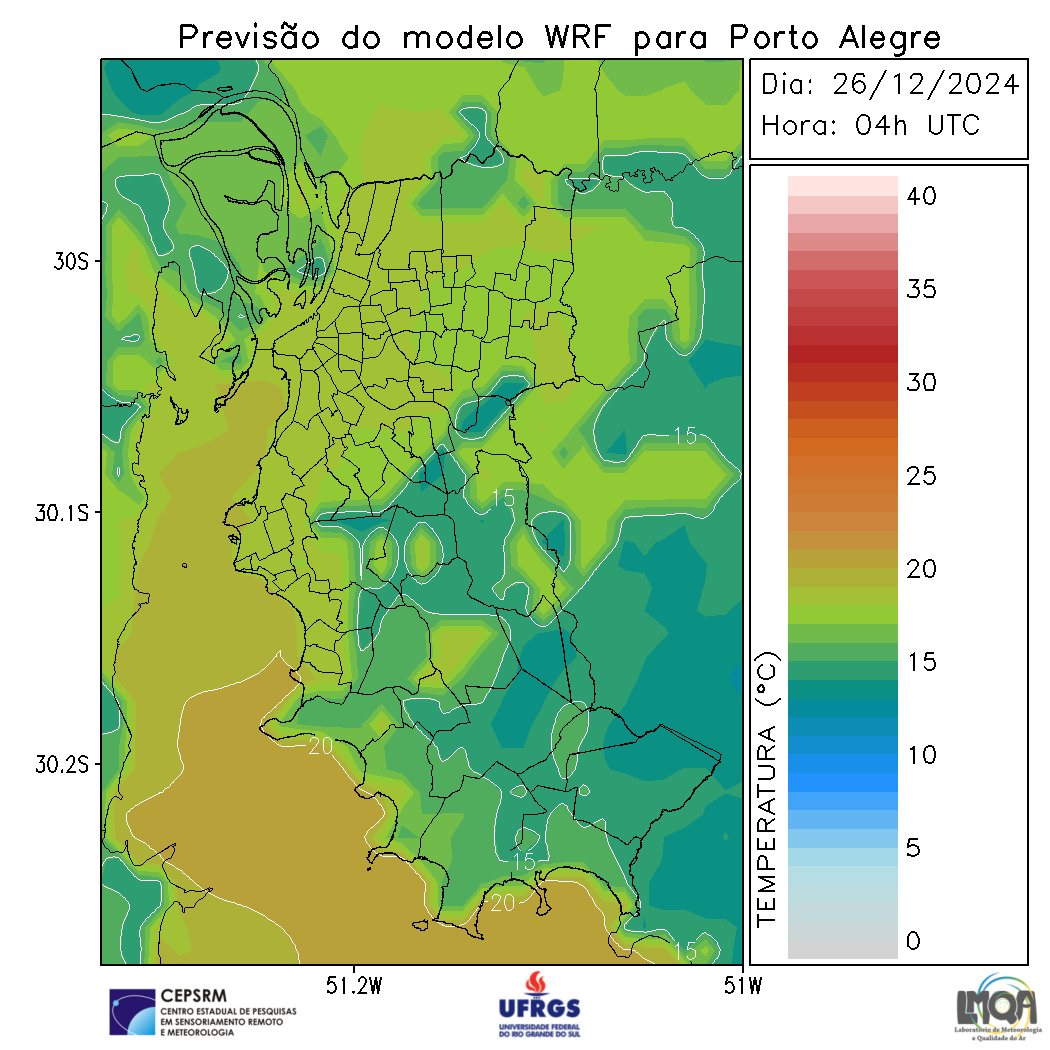 Previsão do modelo WRF para Porto Alegre
Dia: 26/12/2024
Hora: 04h UTC
30S
30.1S
30.2S
51.2W
51W
15
15
20
15
20
15
TEMPERATURA (°C)
40
35
30
25
20
15
10
5
0
CEPSRM
CENTRO ESTADUAL DE PESQUISAS
EM SENSORIAMENTO REMOTO
E METEOROLOGIA
UFRGS
UNIVERSIDADE FEDERAL
DO RIO GRANDE DO SUL
LMQA
Laboratório de Meteorologia
e Qualidade do Ar